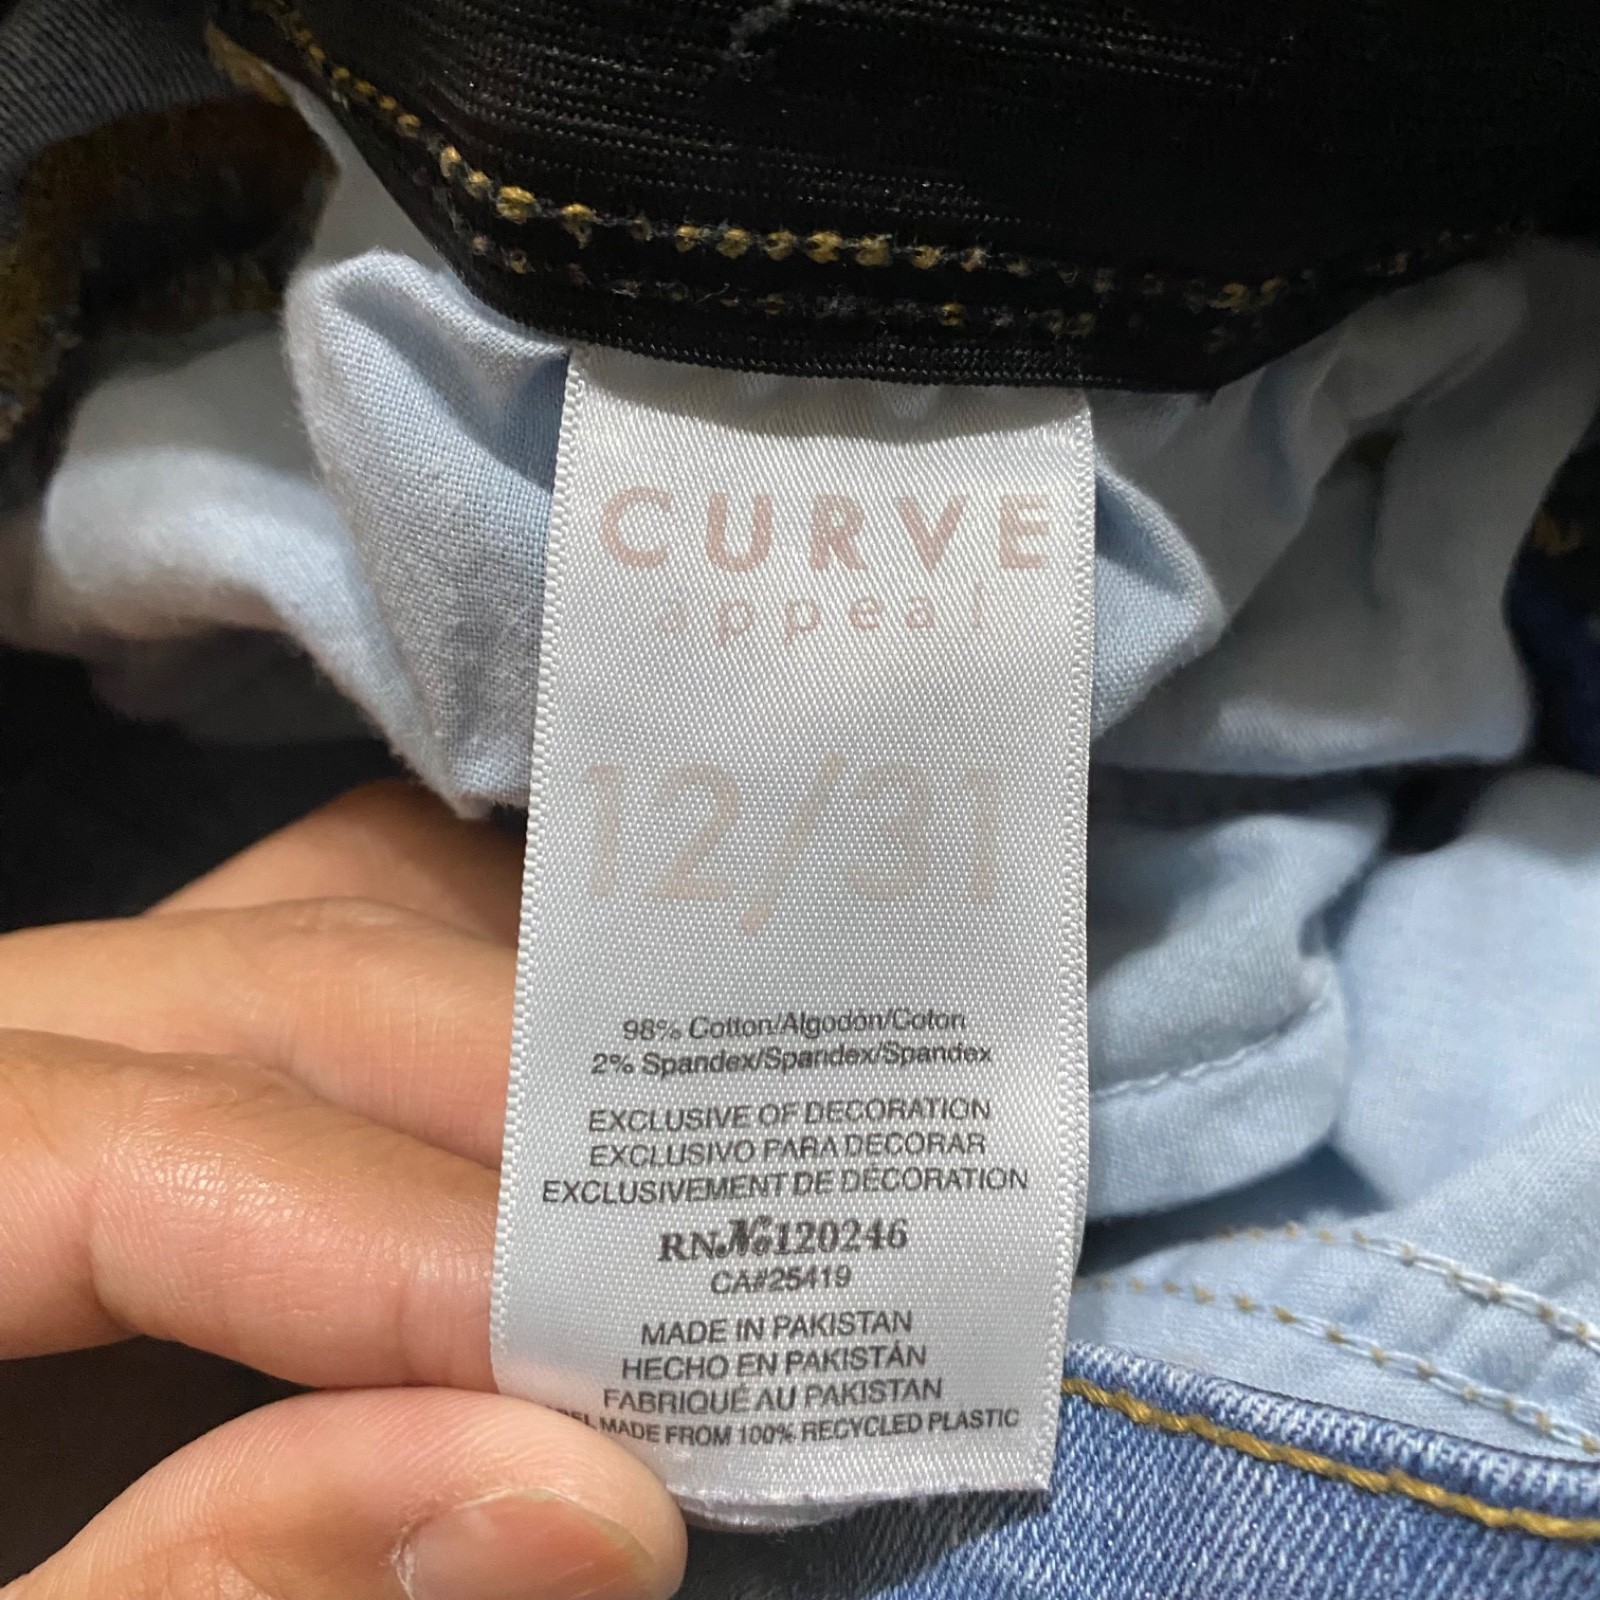 CURVE
appeal
12/31
98% Cotton/Algodón/Coton
2% Spandex/Spandex/Spandex
EXCLUSIVE OF DECORATION
EXCLUSIVO PARA DECORAR
EXCLUSIVEMENT DE DÉCORATION
RN№120246
CA#25419
MADE IN PAKISTAN
HECHO EN PAKISTÁN
FABRIQUÉ AU PAKISTAN
MADE FROM 100% RECYCLED PLASTIC